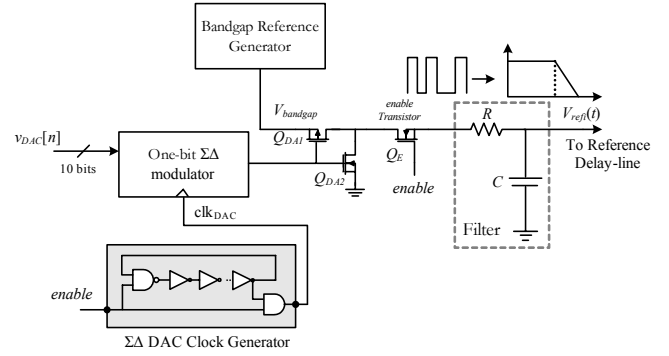 Bandgap Reference
Generator
enable
Transistor
V_bandgap
R
V_refi(t)
v_DAC[n]
10 bits
One-bit ΣΔ
modulator
Q_DA1
Q_DA2
Q_E
enable
C
To Reference
Delay-line
Filter
clk_DAC
enable
ΣΔ DAC Clock Generator